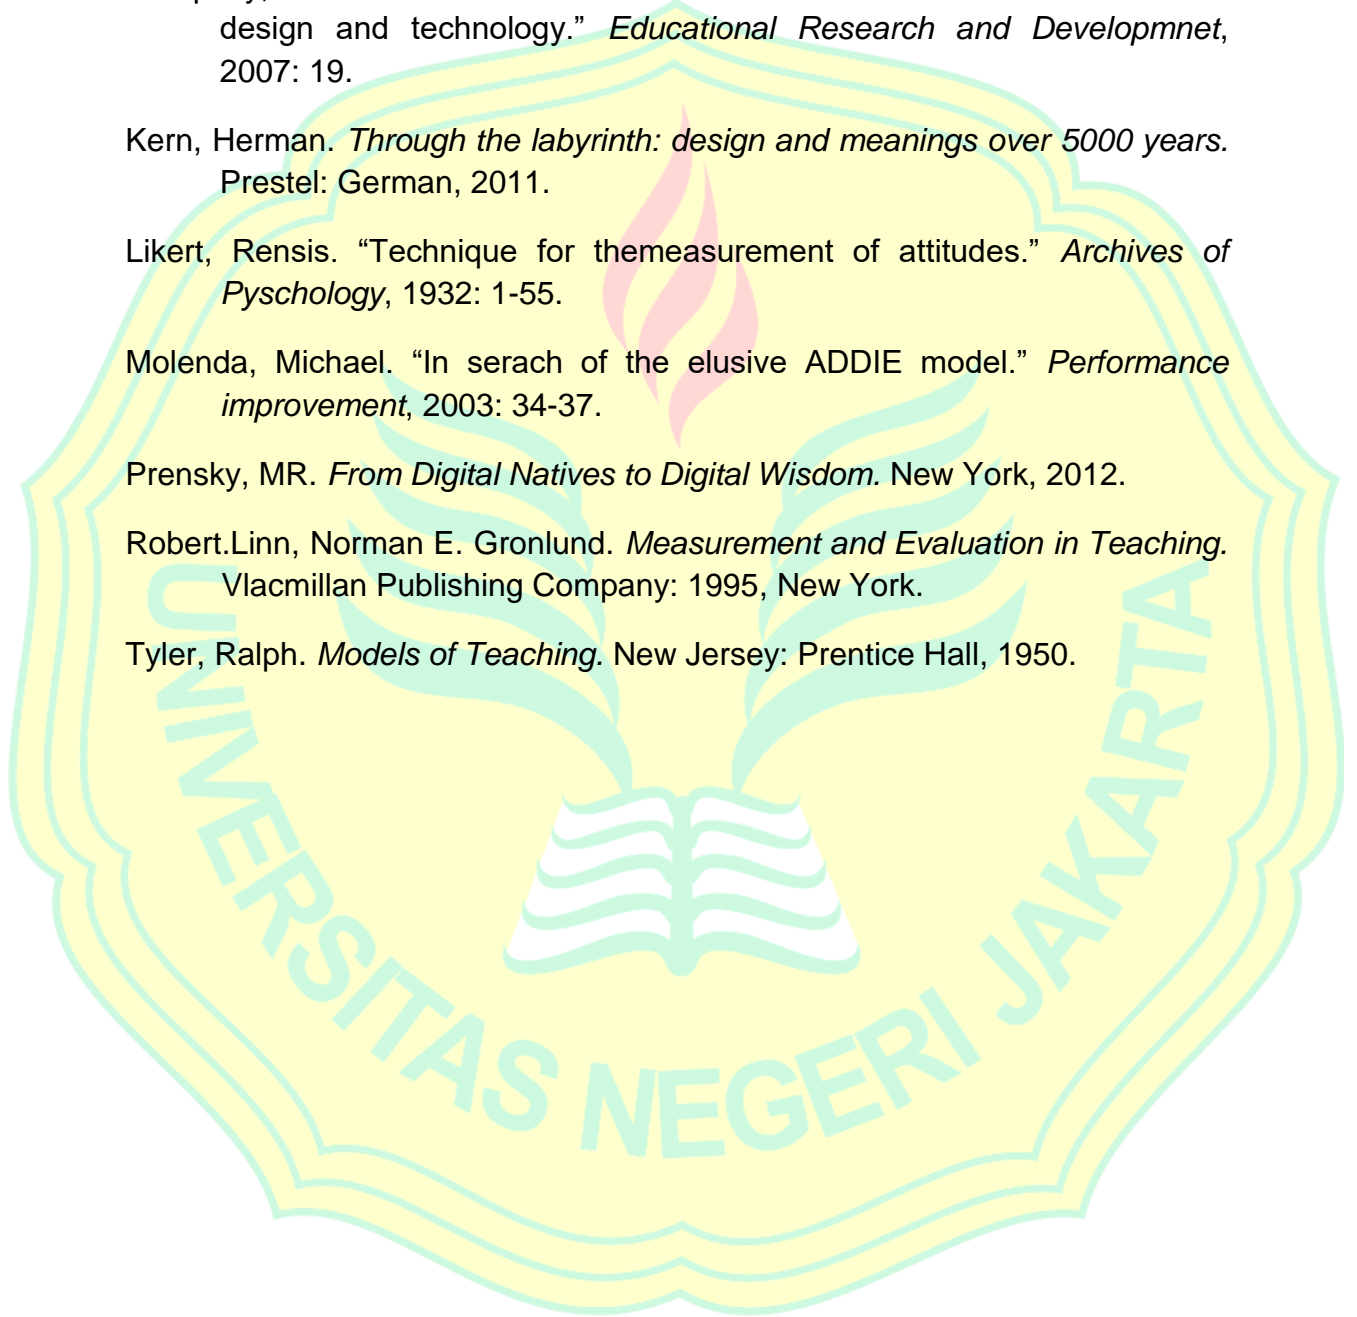 design and technology.” Educational Research and Developmnet,
2007: 19.
Kern, Herman. Through the labyrinth: design and meanings over 5000 years.
Prestel: German, 2011.
Likert, Rensis. “Technique for themeasurement of attitudes.” Archives of
Pyschology, 1932: 1-55.
Molenda, Michael. “In serach of the elusive ADDIE model.” Performance
improvement, 2003: 34-37.
Prensky, MR. From Digital Natives to Digital Wisdom. New York, 2012.
Robert.Linn, Norman E. Gronlund. Measurement and Evaluation in Teaching.
Vlacmillan Publishing Company: 1995, New York.
Tyler, Ralph. Models of Teaching. New Jersey: Prentice Hall, 1950.
UNIVERSITAS NEGERI JAKARTA